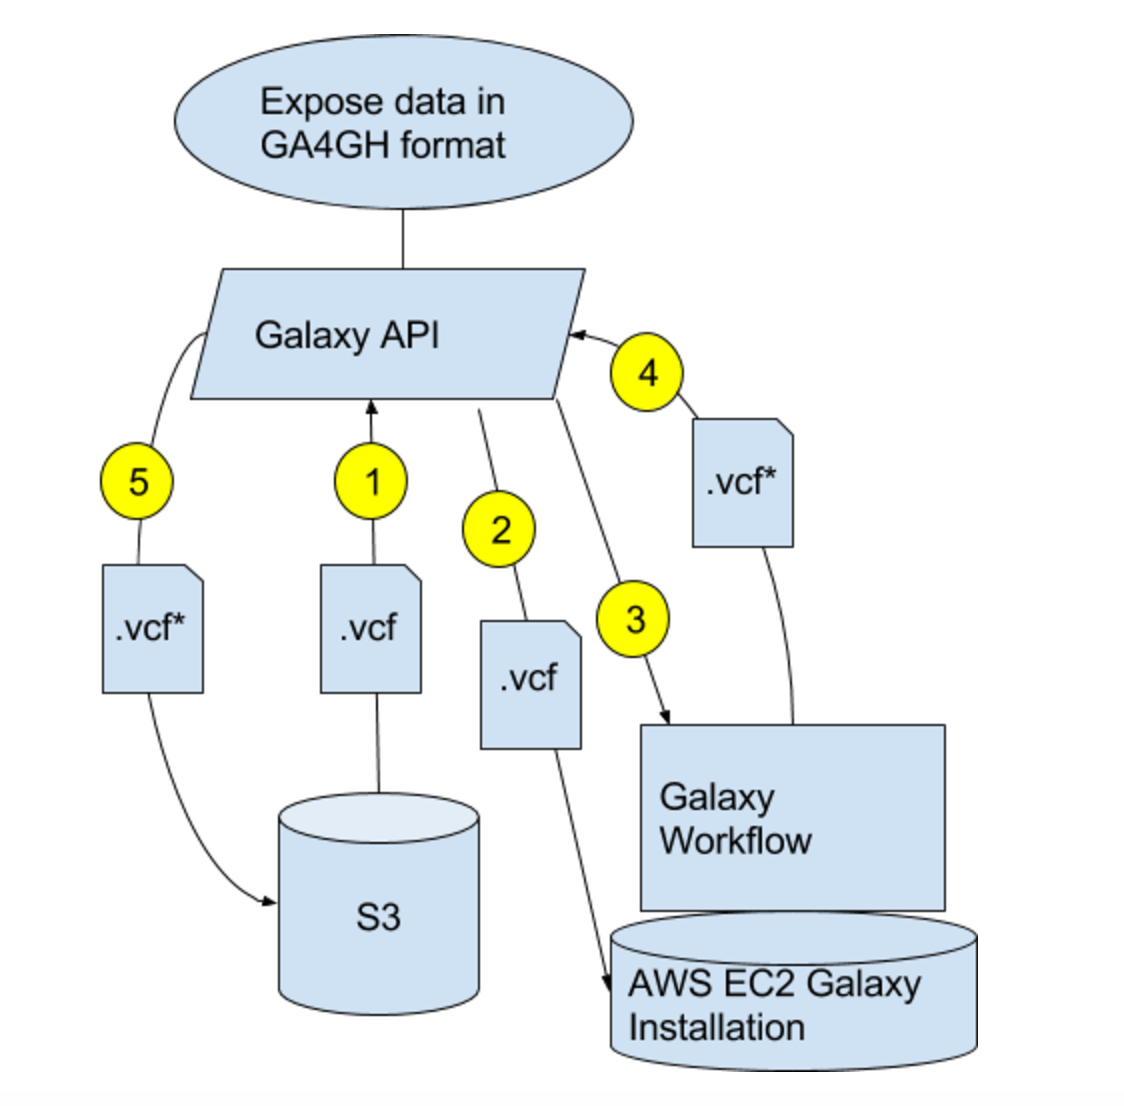 Expose data in
GA4GH format
Galaxy API
4
5
1
.vcf*
2
3
.vcf*
.vcf
.vcf
Galaxy
Workflow
S3
AWS EC2 Galaxy
Installation